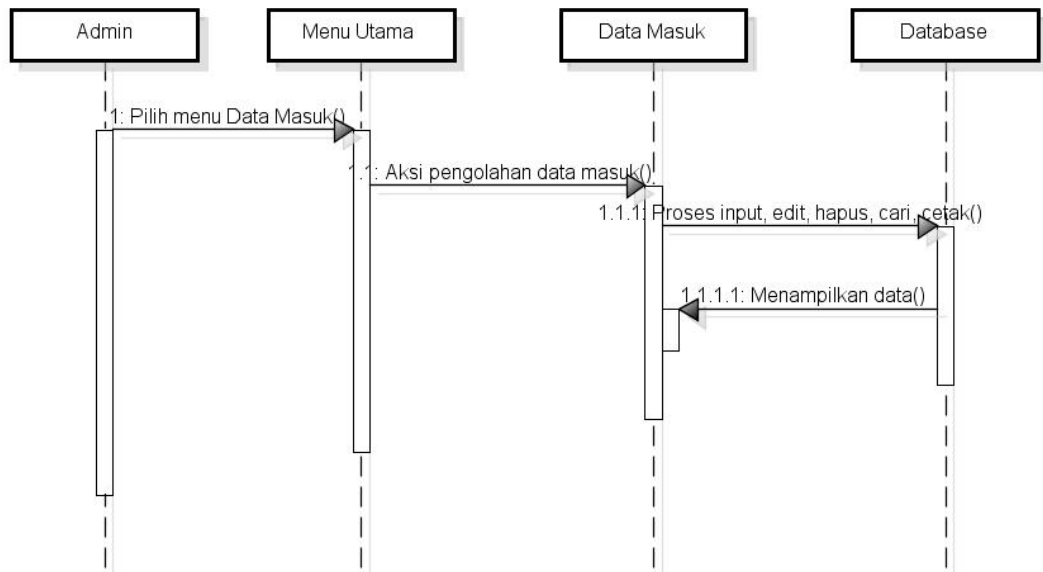 Admin
Menu Utama
Data Masuk
Database
1: Pilih menu Data Masuk()
1.1: Aksi pengolahan data masuk()
1.1.1: Proses input, edit, hapus, cari, cetak()
1.1.1.1: Menampilkan data()